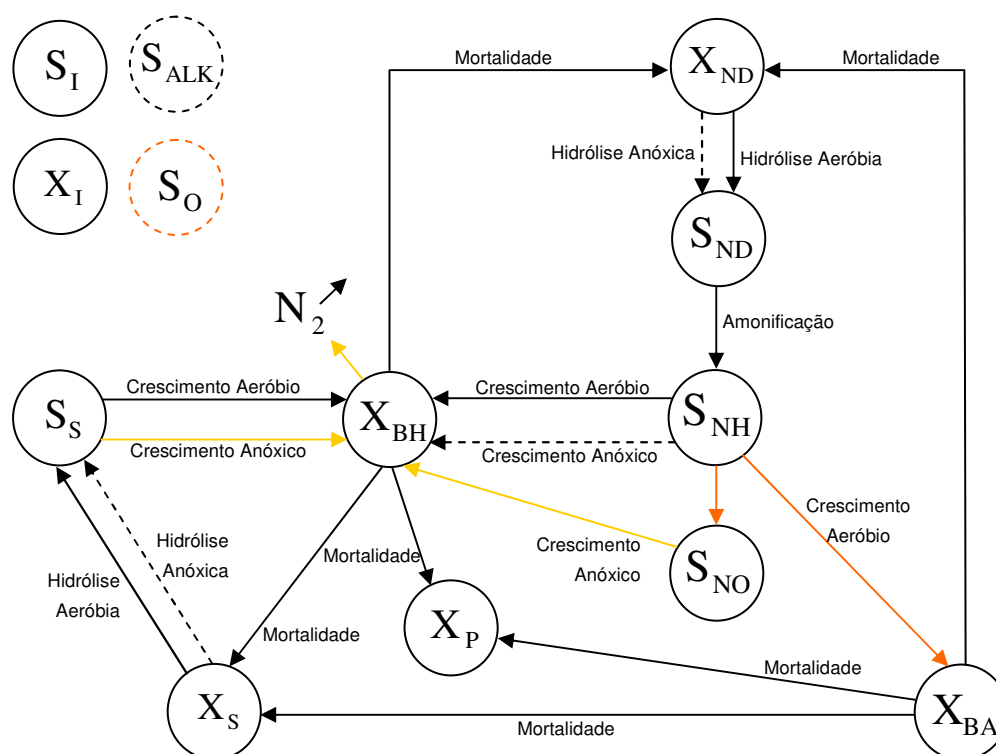 S_I
S_ALK
X_I
S_O
Mortalidade
X_ND
Mortalidade
Hidrólise Anóxica
Hidrólise Aeróbia
S_ND
N_2
Amonificação
S_S
Crescimento Aeróbio
Crescimento Anóxico
X_BH
Crescimento Aeróbio
Crescimento Anóxico
S_NH
Crescimento
Aeróbio
Crescimento
Anóxico
S_NO
Hidrólise
Anóxica
Hidrólise
Aeróbia
Mortalidade
Mortalidade
X_P
Mortalidade
X_S
Mortalidade
X_BA